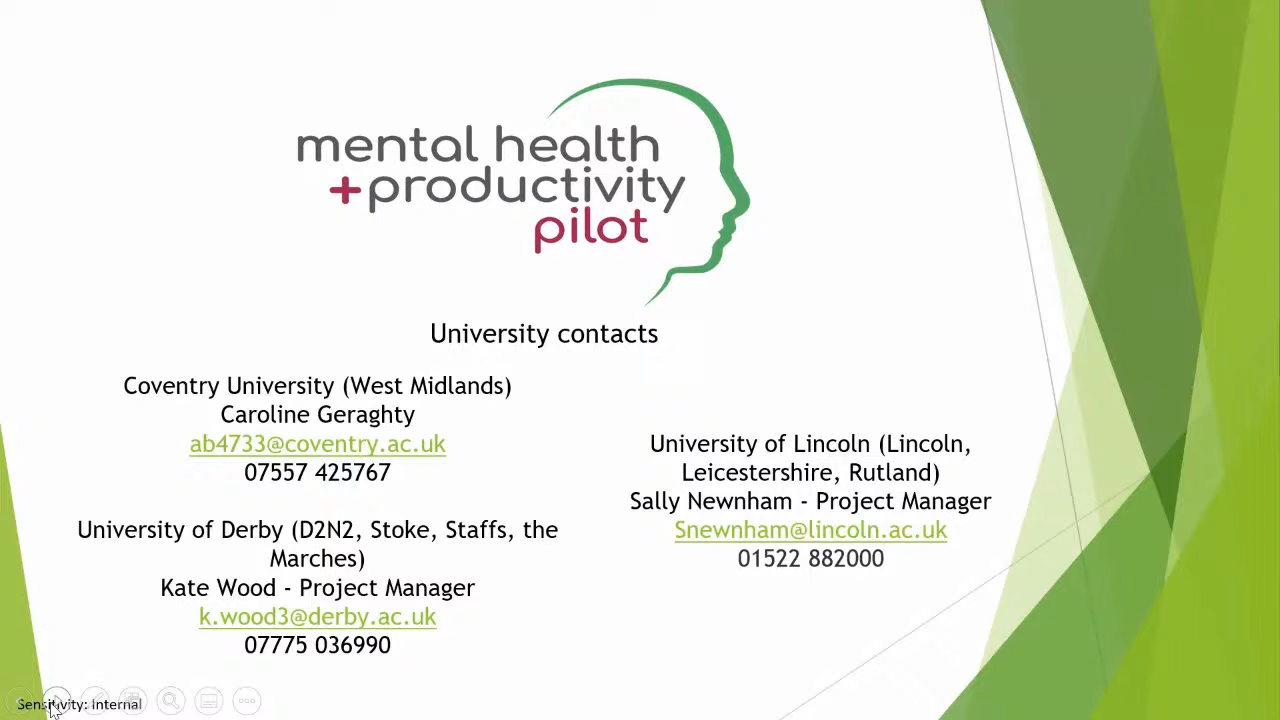 mental health
+productivity
pilot
University contacts
Coventry University (West Midlands)
Caroline Geraghty
ab4733@coventry.ac.uk
07557 425767
University of Derby (D2N2, Stoke, Staffs, the
Marches)
Kate Wood - Project Manager
k.wood3@derby.ac.uk
07775 036990
University of Lincoln (Lincoln,
Leicestershire, Rutland)
Sally Newnham - Project Manager
Snewnham@lincoln.ac.uk
01522 882000
Sensitivity: Internal